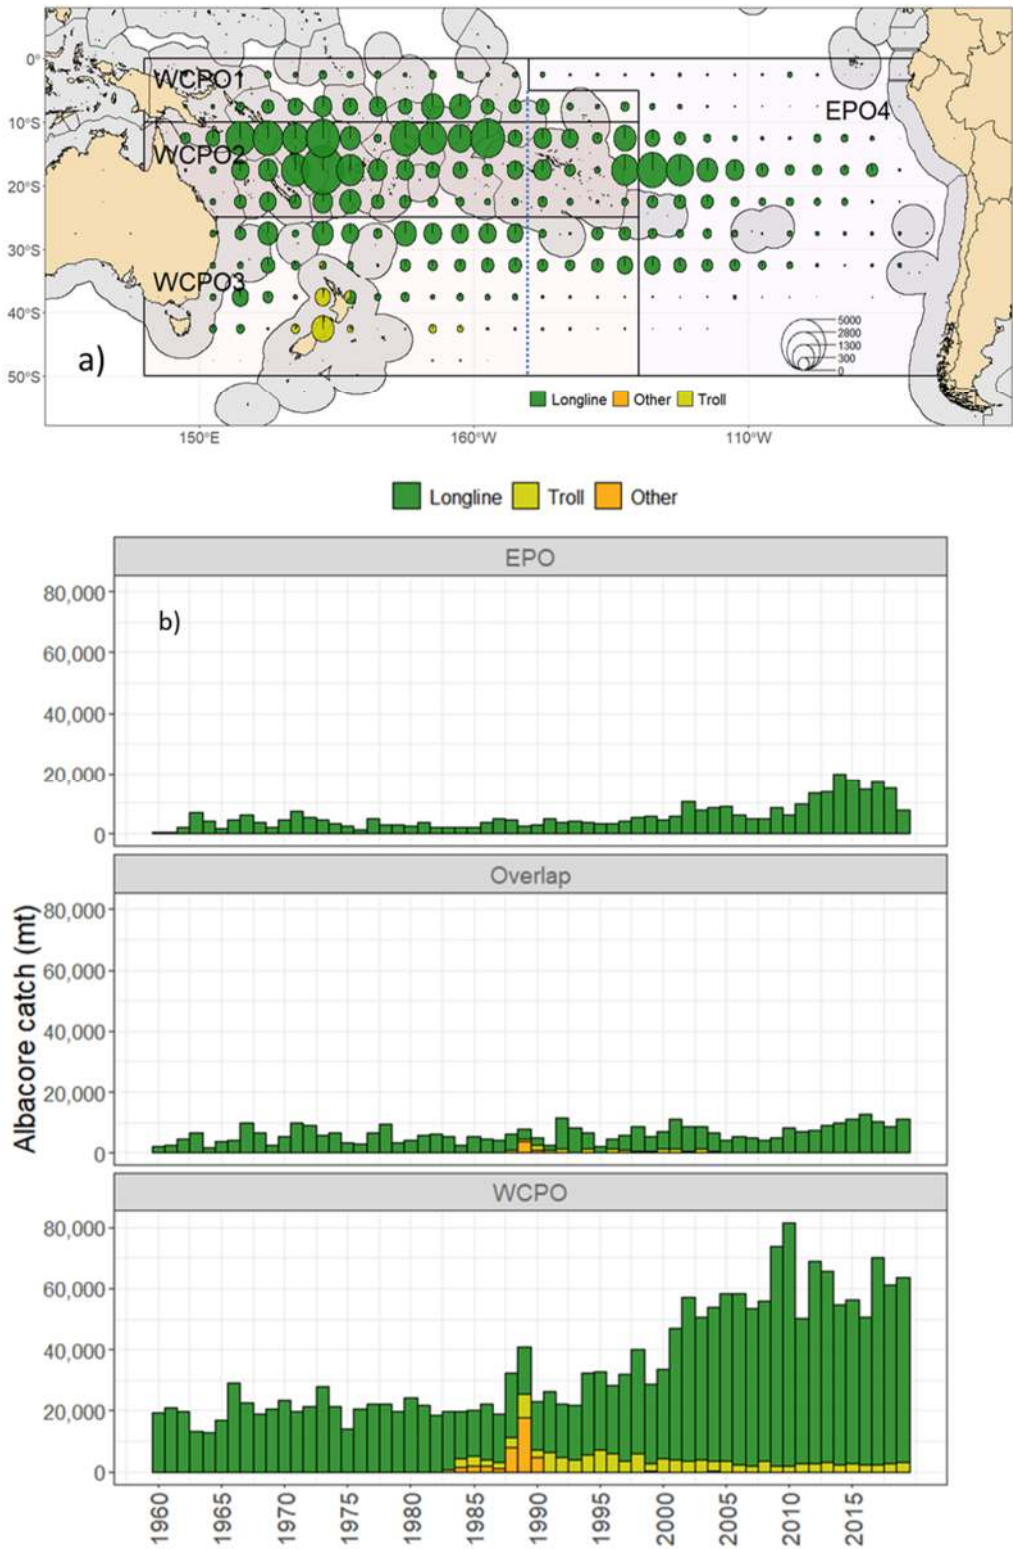 0°
10°S
20°S
30°S
40°S
50°S
WCPO1
EPO4
WCPO2
WCPO3
a)
5000
2800
1300
300
0
Longline Other Troll
150°E 160°W 110°W
Longline Troll Other
EPO
b)
80,000
60,000
40,000
20,000
0
Overlap
80,000
60,000
40,000
20,000
0
Albacore catch (mt)
WCPO
80,000
60,000
40,000
20,000
0
1960 1965 1970 1975 1980 1985 1990 1995 2000 2005 2010 2015